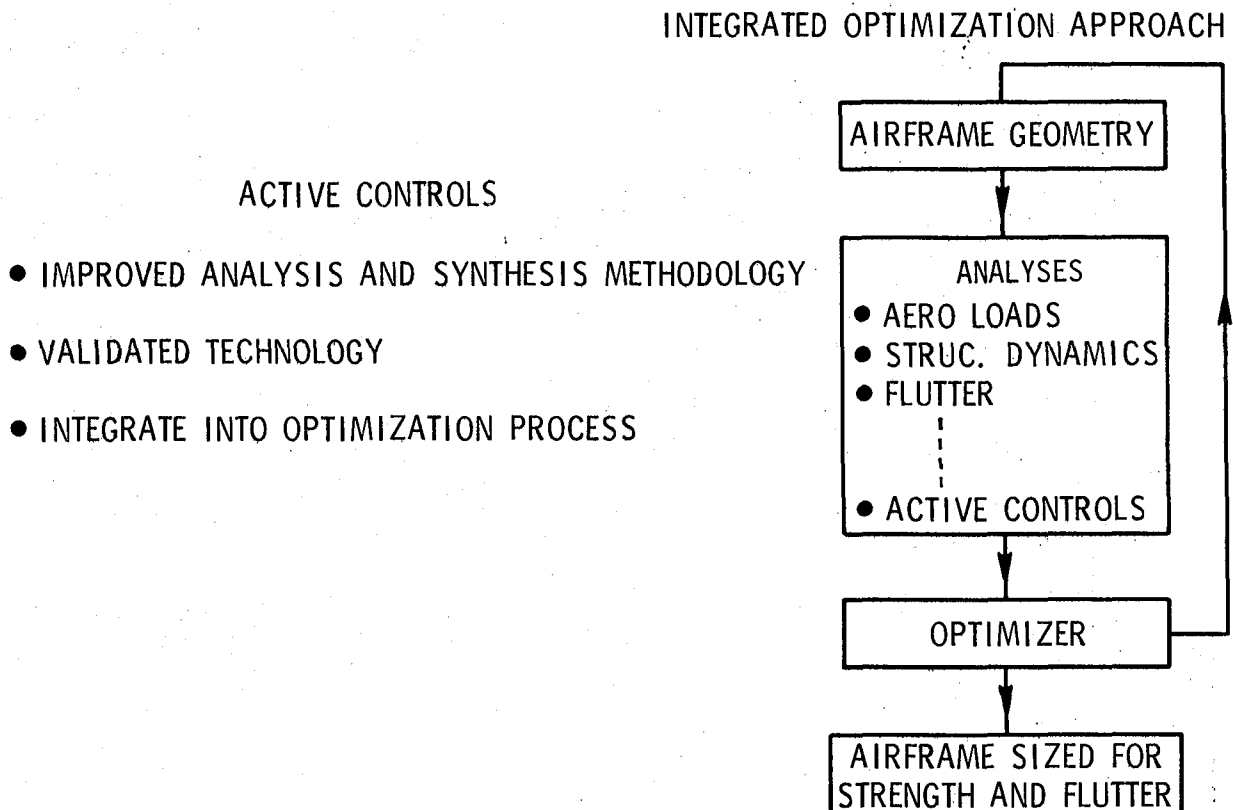 INTEGRATED OPTIMIZATION APPROACH
ACTIVE CONTROLS
● IMPROVED ANALYSIS AND SYNTHESIS METHODOLOGY
● VALIDATED TECHNOLOGY
● INTEGRATE INTO OPTIMIZATION PROCESS
AIRFRAME GEOMETRY
ANALYSES
● AERO LOADS
● STRUC. DYNAMICS
● FLUTTER
● ACTIVE CONTROLS
OPTIMIZER
AIRFRAME SIZED FOR
STRENGTH AND FLUTTER